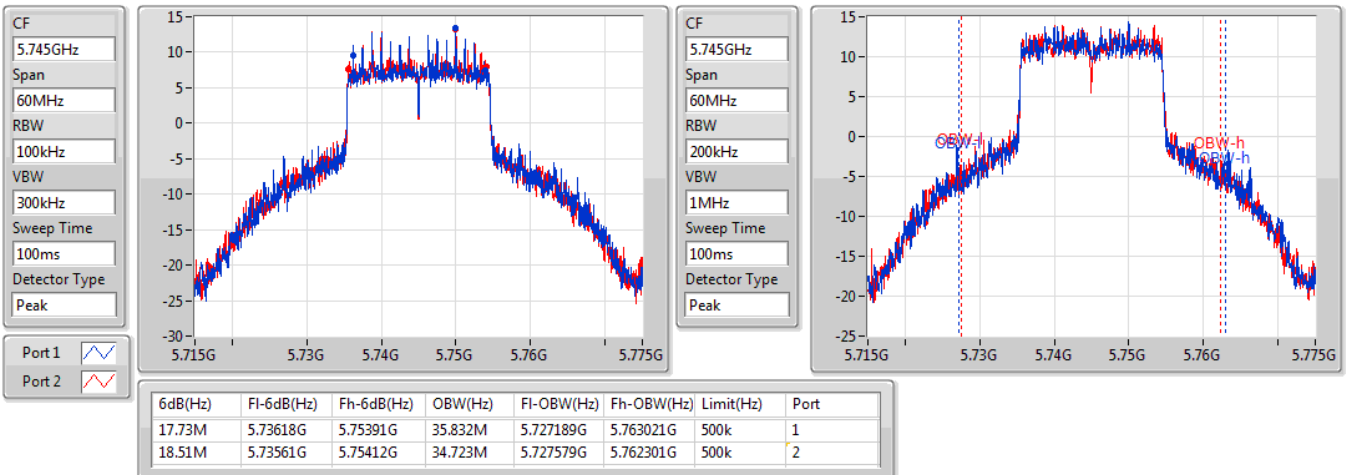 CF
5.745GHz
Span
60MHz
RBW
100kHz
VBW
300kHz
Sweep Time
100ms
Detector Type
Peak
Port 1
Port 2
15
10
5
0
-5
-10
-15
-20
-25
-30
5.715G 5.73G 5.74G 5.75G 5.76G 5.775G
CF
5.745GHz
Span
60MHz
RBW
200kHz
VBW
1MHz
Sweep Time
100ms
Detector Type
Peak
15
10
5
0
-5
-10
-15
-20
-25
OBW-l
OBW-l
OBW-h
OBW-h
5.715G 5.73G 5.74G 5.75G 5.76G 5.775G
6dB(Hz) Fl-6dB(Hz) Fh-6dB(Hz) OBW(Hz) Fl-OBW(Hz) Fh-OBW(Hz) Limit(Hz) Port
17.73M 5.73618G 5.75391G 35.832M 5.727189G 5.763021G 500k 1
18.51M 5.73561G 5.75412G 34.723M 5.727579G 5.762301G 500k 2